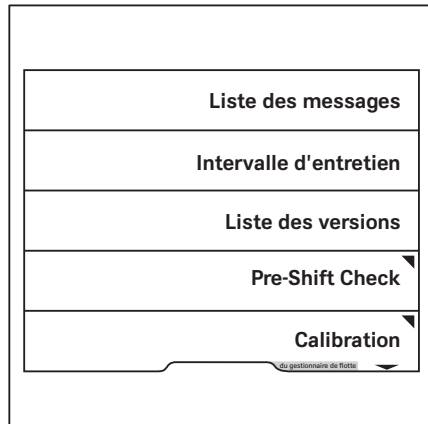 Liste des messages
Intervalle d'entretien
Liste des versions
Pre-Shift Check
Calibration
du gestionnaire de flotte